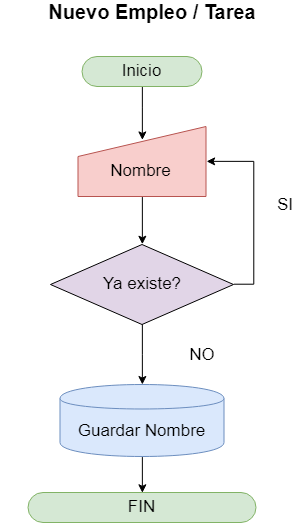 Nuevo Empleo / Tarea
Inicio
Nombre
SI
Ya existe?
NO
Guardar Nombre
FIN